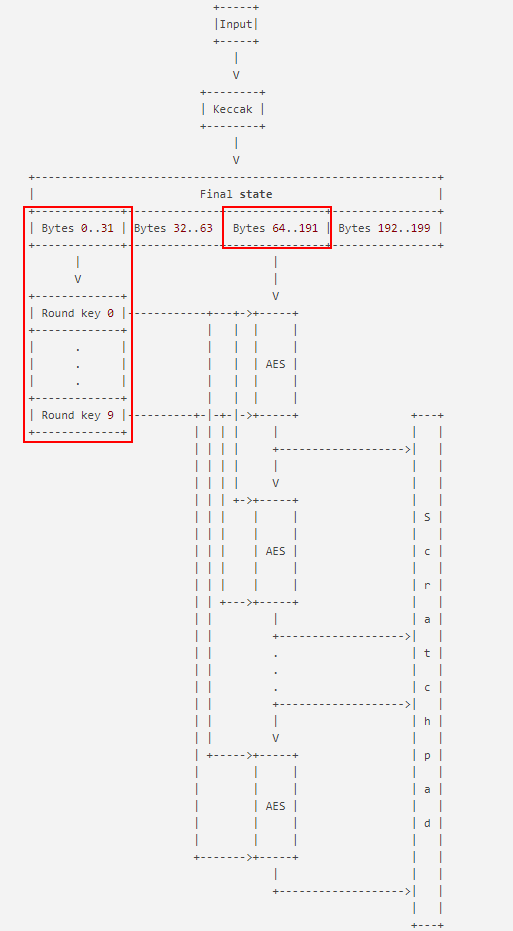 Input
Keccak
Final state
Bytes 0..31 Bytes 32..63 Bytes 64..191 Bytes 192..199
Round key 0
AES
Round key 9
AES
AES
Scratchpad